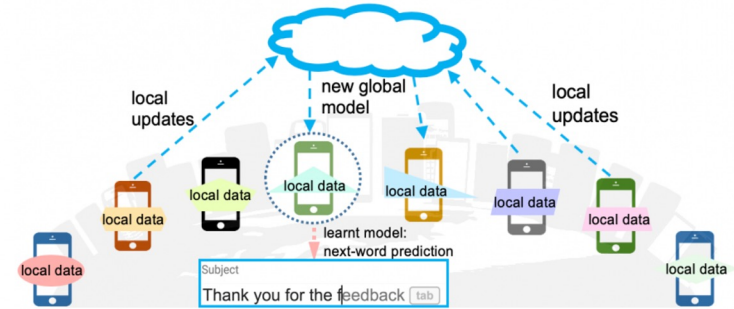 local
updates
new global
model
local
updates
local data
local data
local data
local data
local data
local data
local data
local data
learnt model:
next-word prediction
Subject
Thank you for the feedback tab